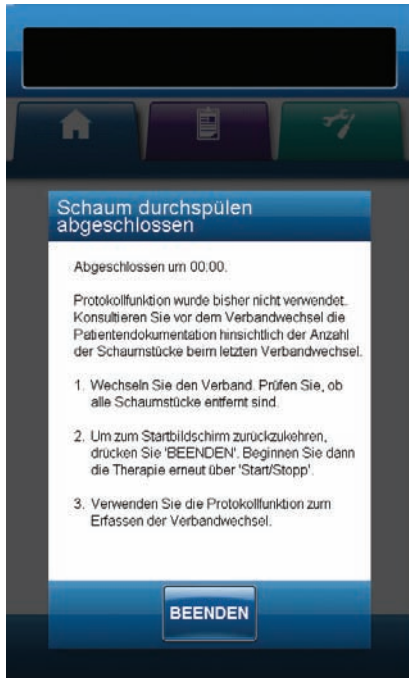 Schaum durchspülen
abgeschlossen
Abgeschlossen um 00:00.
Protokollfunktion wurde bisher nicht verwendet.
Konsultieren Sie vor dem Verbandwechsel die
Patientendokumentation hinsichtlich der Anzahl
der Schaumstücke beim letzten Verbandwechsel.
1. Wechseln Sie den Verband. Prüfen Sie, ob
alle Schaumstücke entfernt sind.
2. Um zum Startbildschirm zurückzukehren,
drücken Sie 'BEENDEN'. Beginnen Sie dann
die Therapie erneut über 'Start/Stopp'.
3. Verwenden Sie die Protokollfunktion zum
Erfassen der Verbandwechsel.
BEENDEN